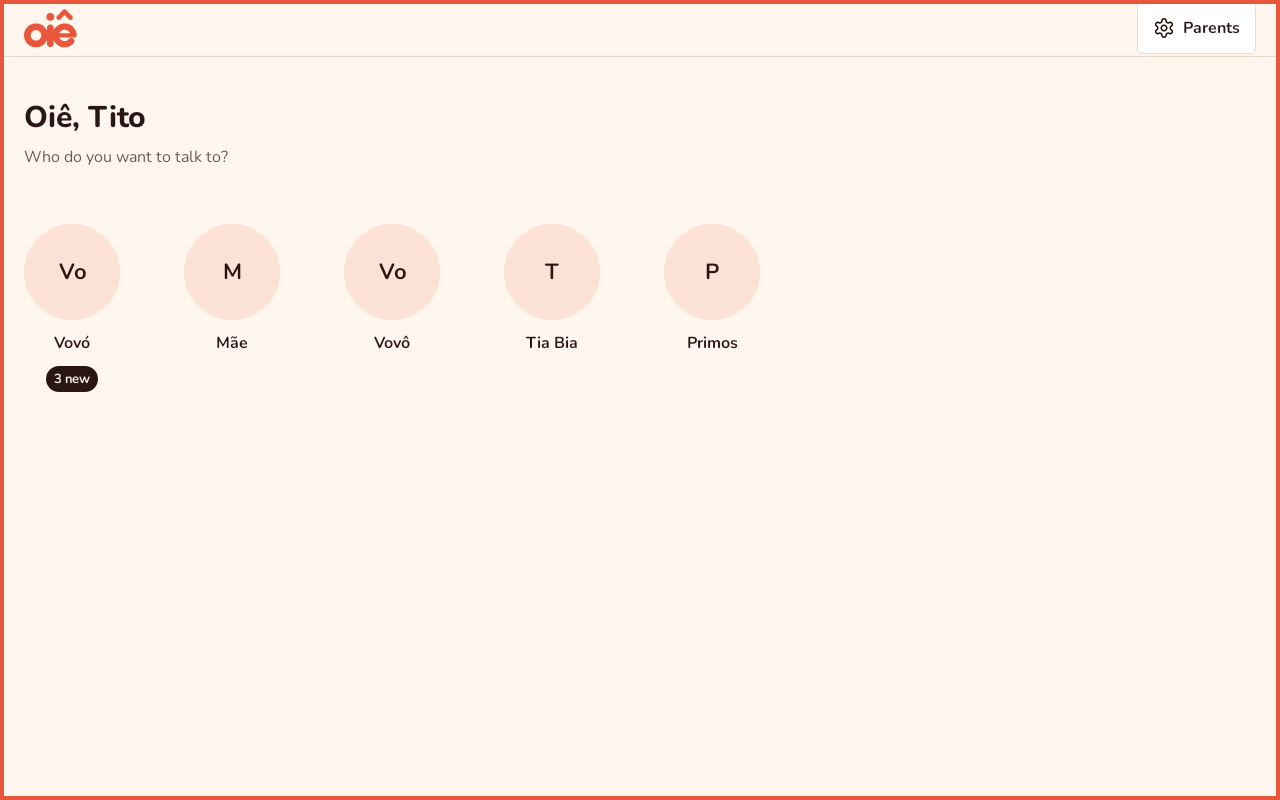 oiê
Parents
Oiê, Tito
Who do you want to talk to?
Vo
M
Vo
T
P
Vovó
Mãe
Vovô
Tia Bia
Primos
3 new